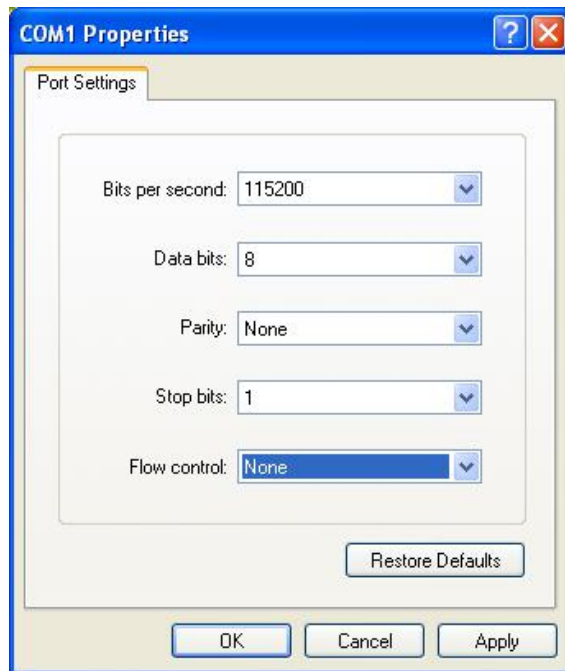 COM1 Properties
Port Settings
Bits per second: 115200
Data bits: 8
Parity: None
Stop bits: 1
Flow control: None
Restore Defaults
OK Cancel Apply